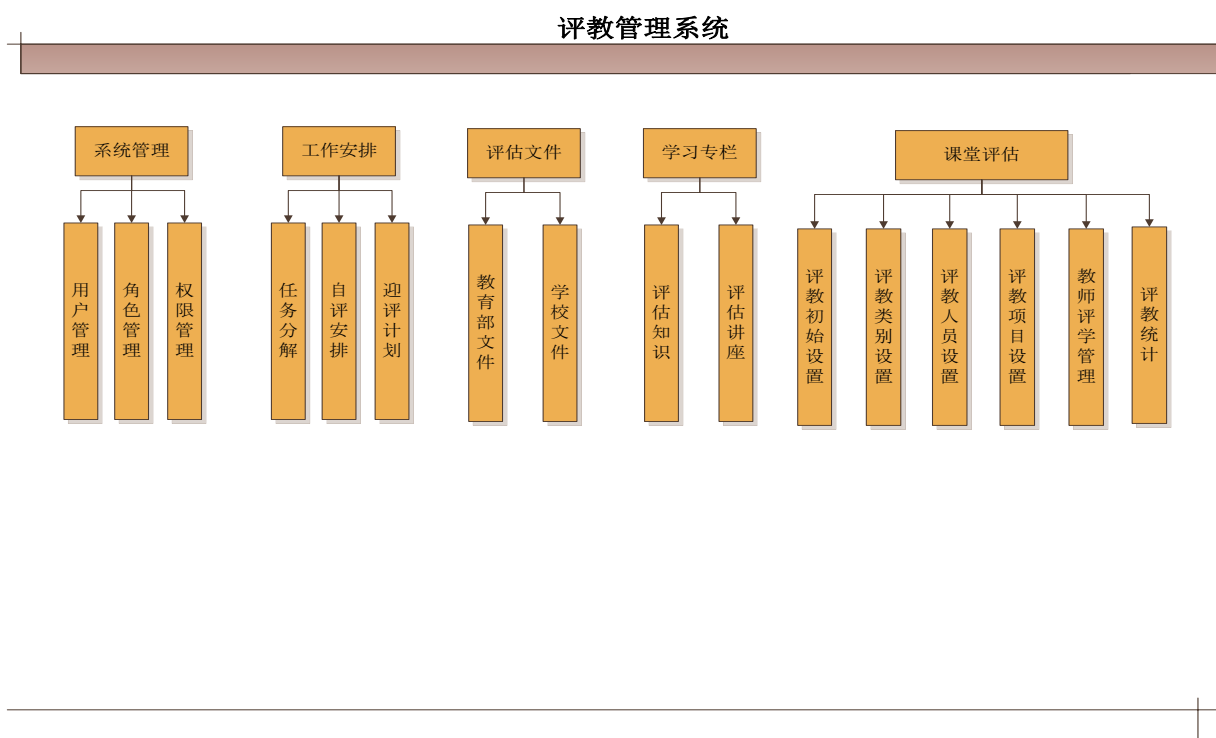 评教管理系统
系统管理
工作安排
评估文件
学习专栏
课堂评估
用户管理
角色管理
权限管理
任务分解
自评安排
迎评计划
教育部文件
学校文件
评估知识
评估讲座
评教初始设置
评教类别设置
评教人员设置
评教项目设置
教师评学管理
评教统计